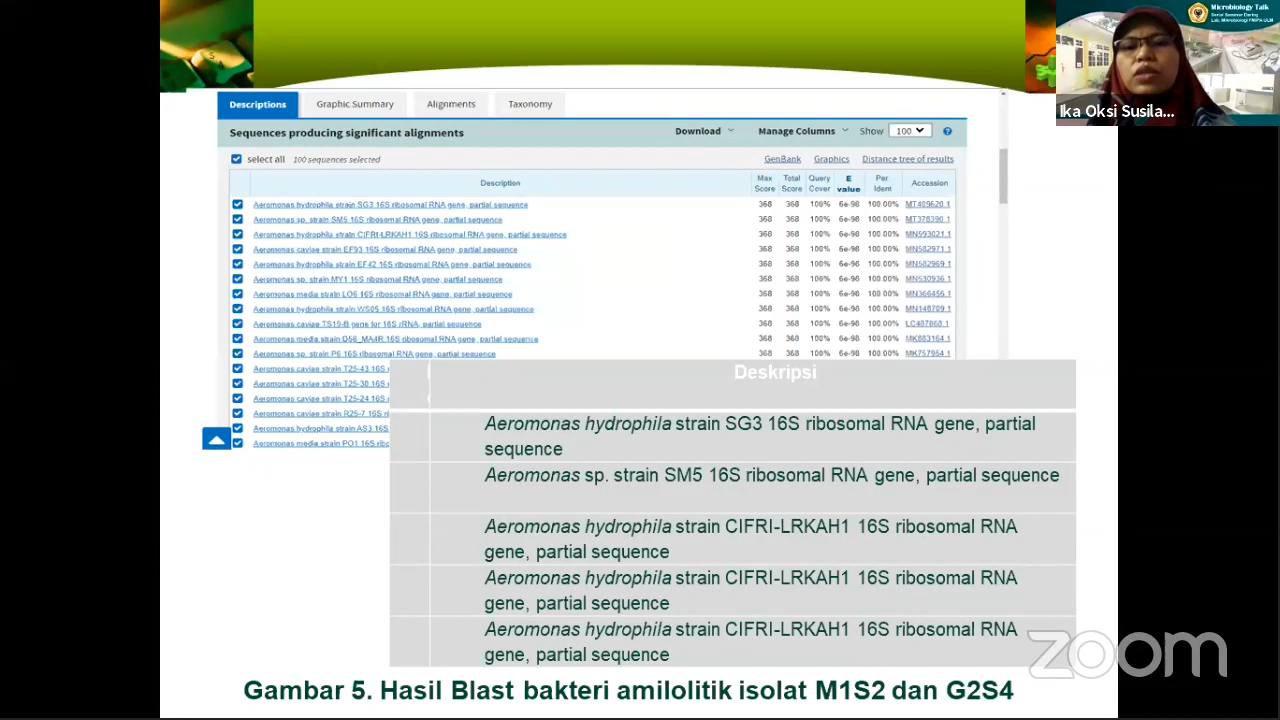 Microbiology Talk
Serial Seminar Daring
Lab. Mikrobiologi FMIPA ULM
Ika Oksi Susila...
Descriptions
Graphic Summary
Alignments
Taxonomy
Sequences producing significant alignments
Download
Manage Columns
Show 100
select all 100 sequences selected
GenBank
Graphics
Distance tree of results
Description
Max Score
Total Score
Query Cover
E value
Per Ident
Accession
Aeromonas hydrophila strain SG3 16S ribosomal RNA gene, partial sequence 368 368 100% 6e-98 100.00% MT409620.1
Aeromonas sp. strain SM5 16S ribosomal RNA gene, partial sequence 368 368 100% 6e-98 100.00% MT378390.1
Aeromonas hydrophila strain CIFRI-LRKAH1 16S ribosomal RNA gene, partial sequence 368 368 100% 6e-98 100.00% MN593021.1
Aeromonas caviae strain EF93 16S ribosomal RNA gene, partial sequence 368 368 100% 6e-98 100.00% MN582971.1
Aeromonas hydrophila strain EF42 16S ribosomal RNA gene, partial sequence 368 368 100% 6e-98 100.00% MN582969.1
Aeromonas sp. strain MY1 16S ribosomal RNA gene, partial sequence 368 368 100% 6e-98 100.00% MN530936.1
Aeromonas media strain LO6 16S ribosomal RNA gene, partial sequence 368 368 100% 6e-98 100.00% MN366456.1
Aeromonas hydrophila strain WS05 16S ribosomal RNA gene, partial sequence 368 368 100% 6e-98 100.00% MN148709.1
Aeromonas caviae TS19-B gene for 16S rRNA, partial sequence 368 368 100% 6e-98 100.00%
Aeromonas media strain D56_MA4R 16S ribosomal RNA gene, partial sequence 368 368 100% 6e-98 100.00% MK883164.1
Aeromonas sp. strain P6 16S ribosomal RNA gene, partial sequence 368 368 100% 6e-98 100.00% MK757954.1
Aeromonas caviae strain T25-43 16S
Aeromonas caviae strain T25-30 16S
Aeromonas caviae strain T25-24 16S
Aeromonas caviae strain R25-7 16S
Aeromonas hydrophila strain AS3 16S
Aeromonas media strain PO1 16S
Deskripsi
Aeromonas hydrophila strain SG3 16S ribosomal RNA gene, partial
sequence
Aeromonas sp. strain SM5 16S ribosomal RNA gene, partial sequence
Aeromonas hydrophila strain CIFRI-LRKAH1 16S ribosomal RNA
gene, partial sequence
Aeromonas hydrophila strain CIFRI-LRKAH1 16S ribosomal RNA
gene, partial sequence
Aeromonas hydrophila strain CIFRI-LRKAH1 16S ribosomal RNA
gene, partial sequence
zoom
Gambar 5. Hasil Blast bakteri amilolitik isolat M1S2 dan G2S4